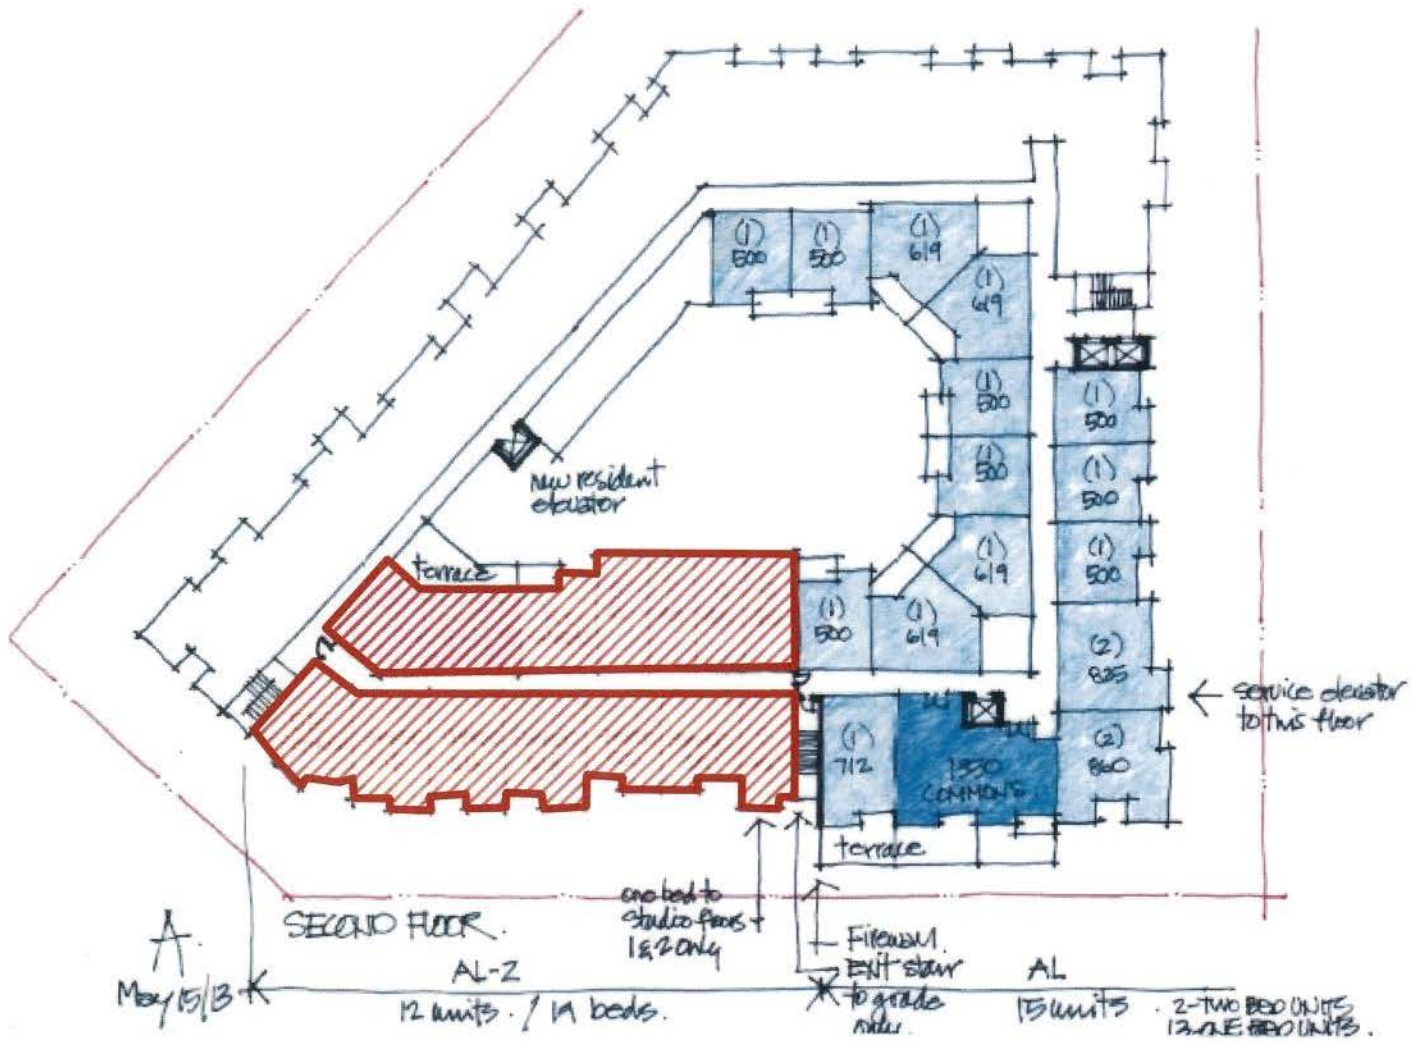 (1)
500
(1)
500
(1)
619
(1)
619
(1)
500
(1)
500
(1)
500
(1)
500
new resident
elevator
(1)
500
(1)
619
terrace
(1)
500
(1)
619
(2)
825
service elevator
to this floor
(1)
712
1350
COMMONS
(2)
860
terrace
one bed to
studio floors
1&2 only
Firewall
Exit stair
to grade
A.
May 15/13
SECOND FLOOR.
AL-2
12 units. / 19 beds.
AL
15 units. 2-TWO BED UNITS
13-ONE BED UNITS.